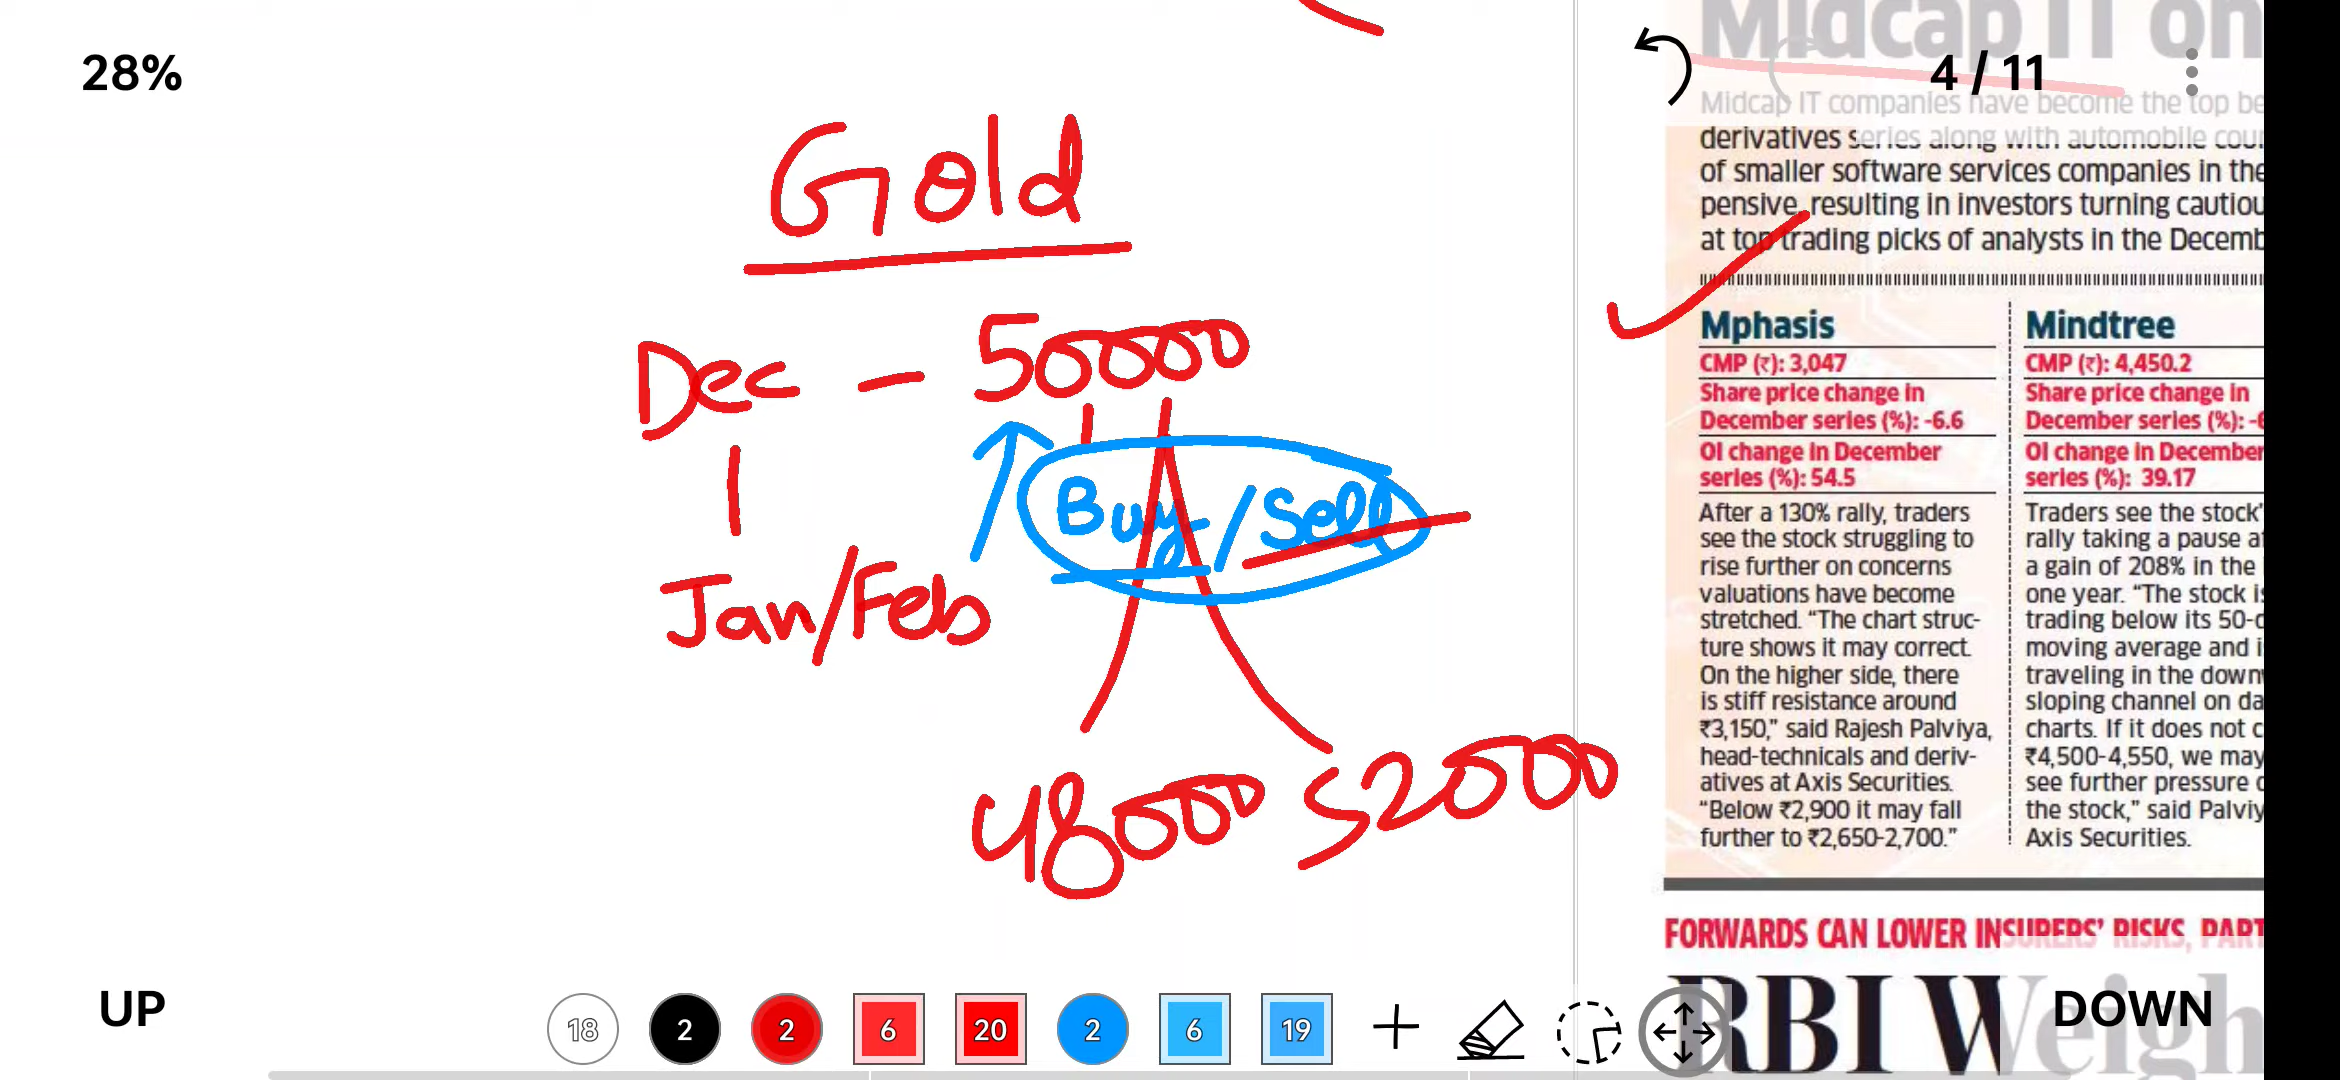 28%
4 / 11
Gold
Dec - 50000
Buy/Sell
Jan/Feb
48000 52000
Midcap IT on
Midcap IT companies have become the top be
derivatives series along with automobile cour
of smaller software services companies in the
pensive, resulting in investors turning cautiou
at top trading picks of analysts in the Decemb
Mphasis
CMP (₹): 3,047
Share price change in
December series (%): -6.6
OI change in December
series (%): 54.5
After a 130% rally, traders
see the stock struggling to
rise further on concerns
valuations have become
stretched. “The chart struc-
ture shows it may correct.
On the higher side, there
is stiff resistance around
₹3,150,” said Rajesh Palviya,
head-technicals and deriv-
atives at Axis Securities.
“Below ₹2,900 it may fall
further to ₹2,650-2,700.”
Mindtree
CMP (₹): 4,450.2
Share price change in
December series (%): -6
OI change in December
series (%): 39.17
Traders see the stock'
rally taking a pause a
a gain of 208% in the
one year. “The stock is
trading below its 50-d
moving average and i
traveling in the down
sloping channel on da
charts. If it does not c
₹4,500-4,550, we may
see further pressure o
the stock,” said Palviy
Axis Securities.
FORWARDS CAN LOWER INSURERS' RISKS, PART
RBI Weigh
UP
18 2 2 6 20 2 6 19
DOWN